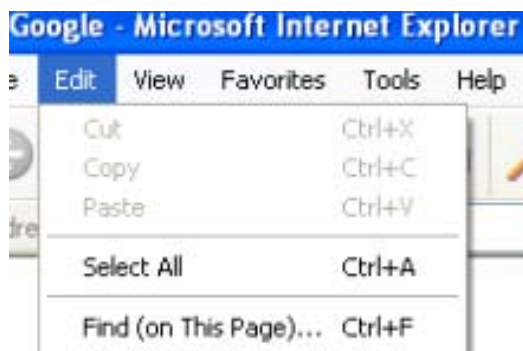 Google - Microsoft Internet Explorer
Edit View Favorites Tools Help
Cut Ctrl+X
Copy Ctrl+C
Paste Ctrl+V
Select All Ctrl+A
Find (on This Page)... Ctrl+F